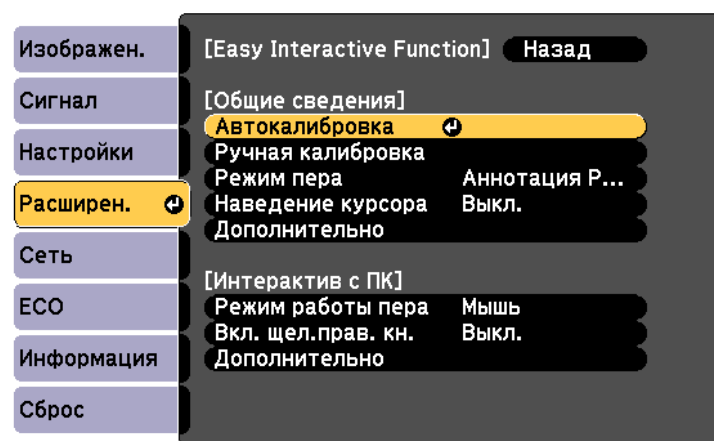 Изображен.
Сигнал
Настройки
Расширен.
Сеть
ECO
Информация
Сброс
[Easy Interactive Function] Назад
[Общие сведения]
Автокалибровка
Ручная калибровка
Режим пера Аннотация P...
Наведение курсора Выкл.
Дополнительно
[Интерактив с ПК]
Режим работы пера Мышь
Вкл. щел.прав. кн. Выкл.
Дополнительно